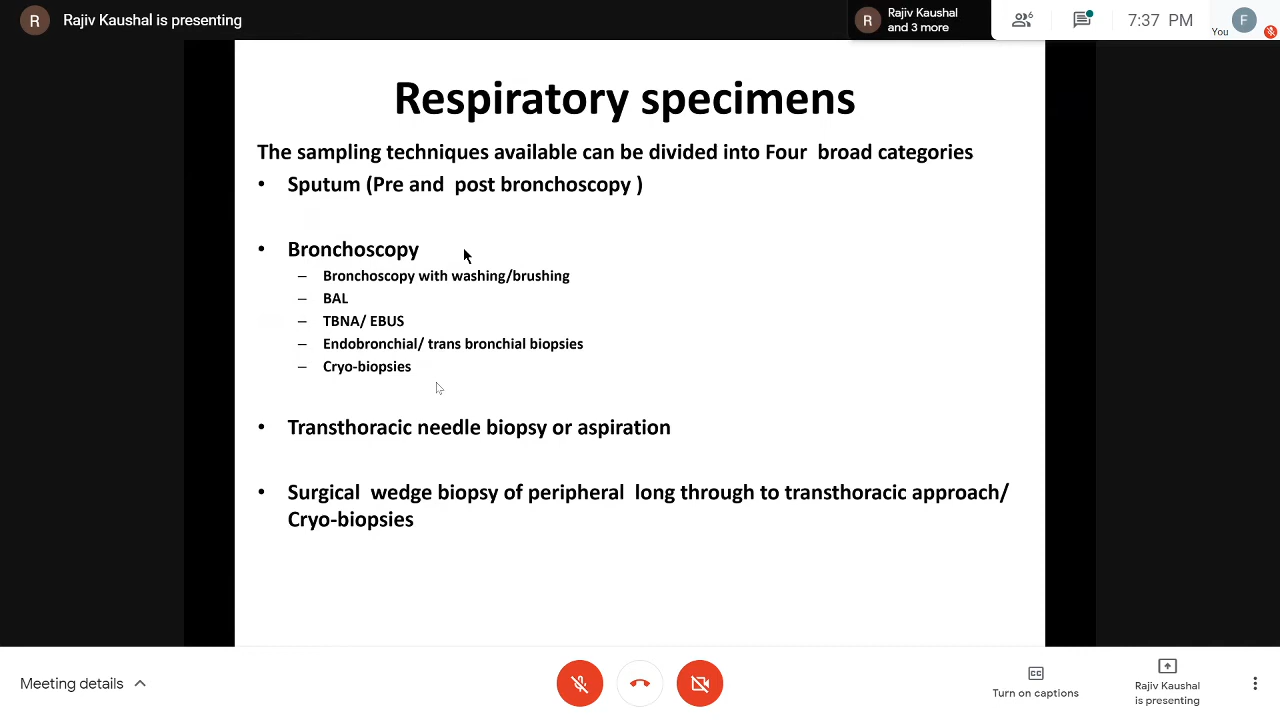 R Rajiv Kaushal is presenting
R Rajiv Kaushal
and 3 more
6
7:37 PM
You
F
Respiratory specimens
The sampling techniques available can be divided into Four broad categories
• Sputum (Pre and post bronchoscopy )
• Bronchoscopy
– Bronchoscopy with washing/brushing
– BAL
– TBNA/ EBUS
– Endobronchial/ trans bronchial biopsies
– Cryo-biopsies
• Transthoracic needle biopsy or aspiration
• Surgical wedge biopsy of peripheral long through to transthoracic approach/
Cryo-biopsies
Meeting details
CC
Turn on captions
Rajiv Kaushal
is presenting